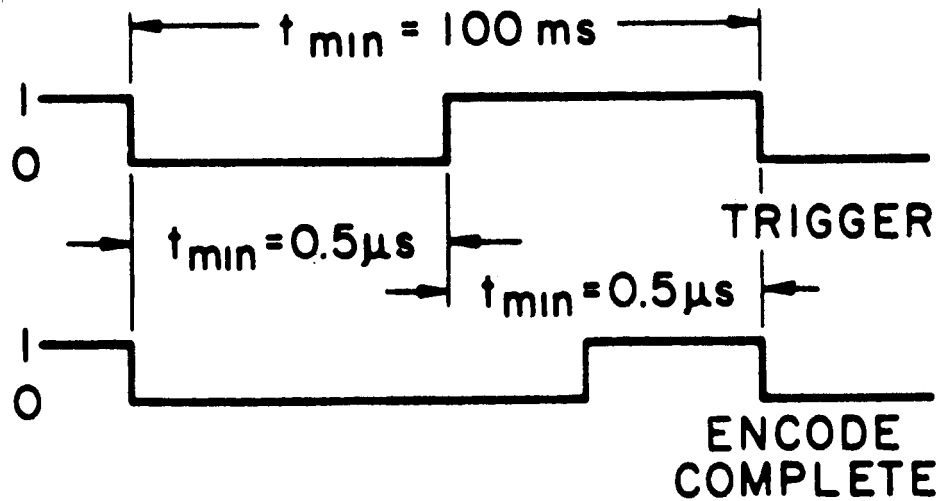 t min = 100 ms
1
0
TRIGGER
t min = 0.5 μs
t min = 0.5 μs
1
0
ENCODE
COMPLETE